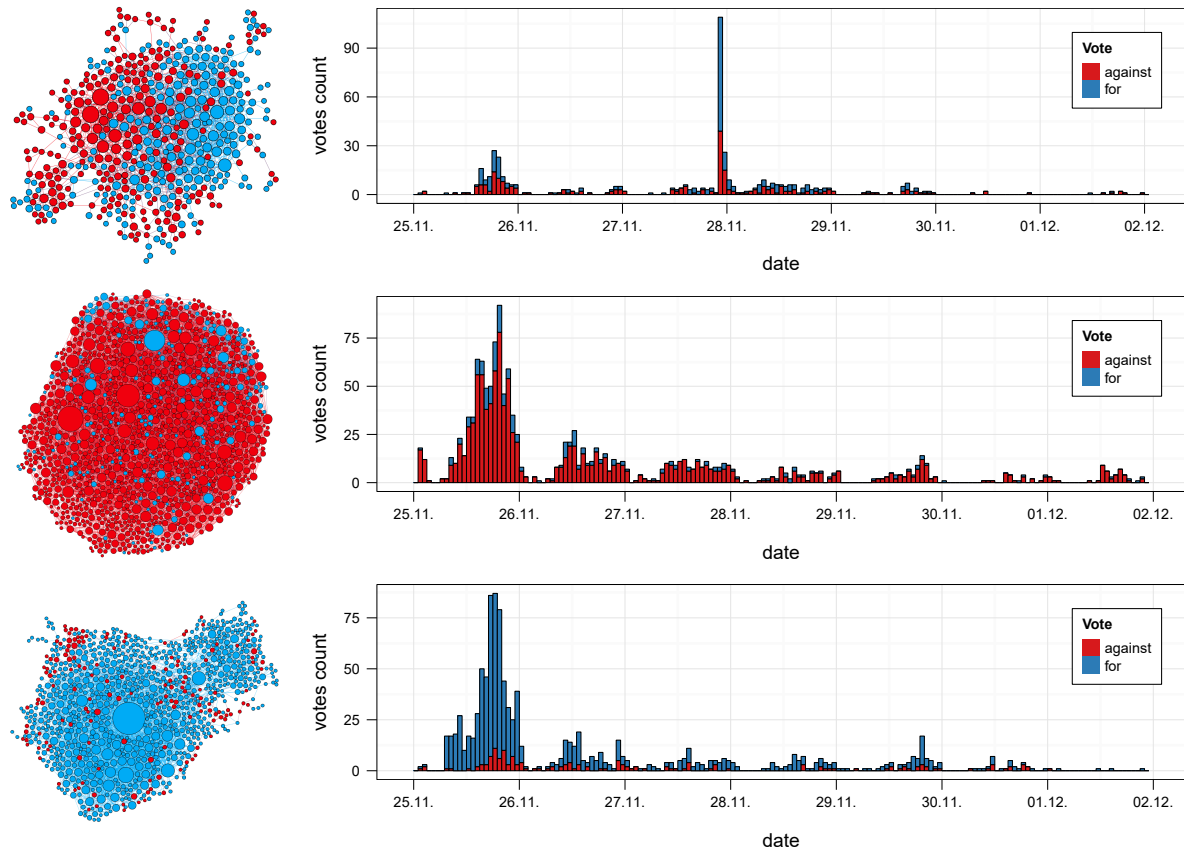 votes count
90
60
30
0
25.11. 26.11. 27.11. 28.11. 29.11. 30.11. 01.12. 02.12.
date
Vote
against
for
votes count
75
50
25
0
25.11. 26.11. 27.11. 28.11. 29.11. 30.11. 01.12. 02.12.
date
Vote
against
for
votes count
75
50
25
0
25.11. 26.11. 27.11. 28.11. 29.11. 30.11. 01.12. 02.12.
date
Vote
against
for